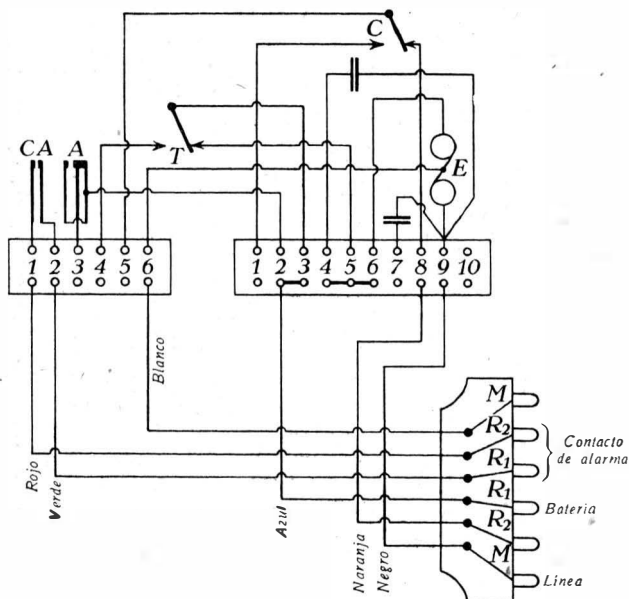 C
T
E
CA A
1 2 3 4 5 6
1 2 3 4 5 6 7 8 9 10
Blanco
Rojo
Verde
Azul
Naranja
Negro
M
R2
R1
R1
R2
M
Contacto
de alarma
Bateria
Linea